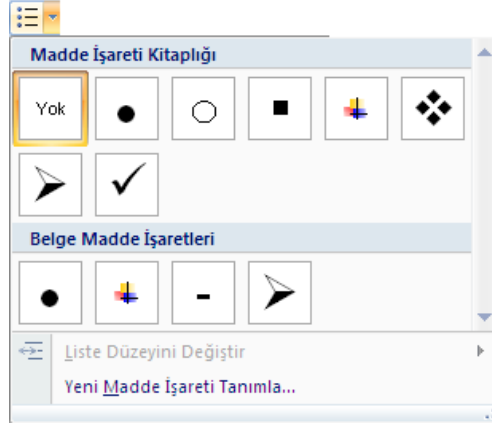 Madde İşareti Kitaplığı
Yok
Belge Madde İşaretleri
Liste Düzeyini Değiştir
Yeni Madde İşareti Tanımla...